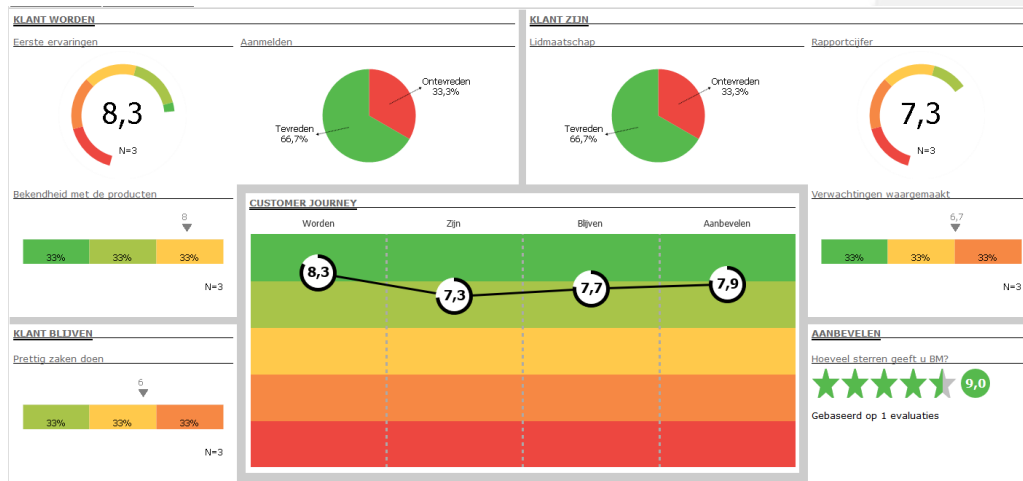 KLANT WORDEN
Eerste ervaringen
8,3
N=3
Aanmelden
Ontevreden
33,3%
Tevreden
66,7%
Bekendheid met de producten
8
33%
33%
33%
N=3
KLANT ZIJN
Lidmaatschap
Ontevreden
33,3%
Tevreden
66,7%
Rapportcijfer
7,3
N=3
Verwachtingen waargemaakt
6,7
33%
33%
33%
N=3
CUSTOMER JOURNEY
Worden
Zijn
Blijven
Aanbevelen
8,3
7,3
7,7
7,9
KLANT BLIJVEN
Prettig zaken doen
6
33%
33%
33%
N=3
AANBEVELEN
Hoeveel sterren geeft u BM?
9,0
Gebaseerd op 1 evaluaties